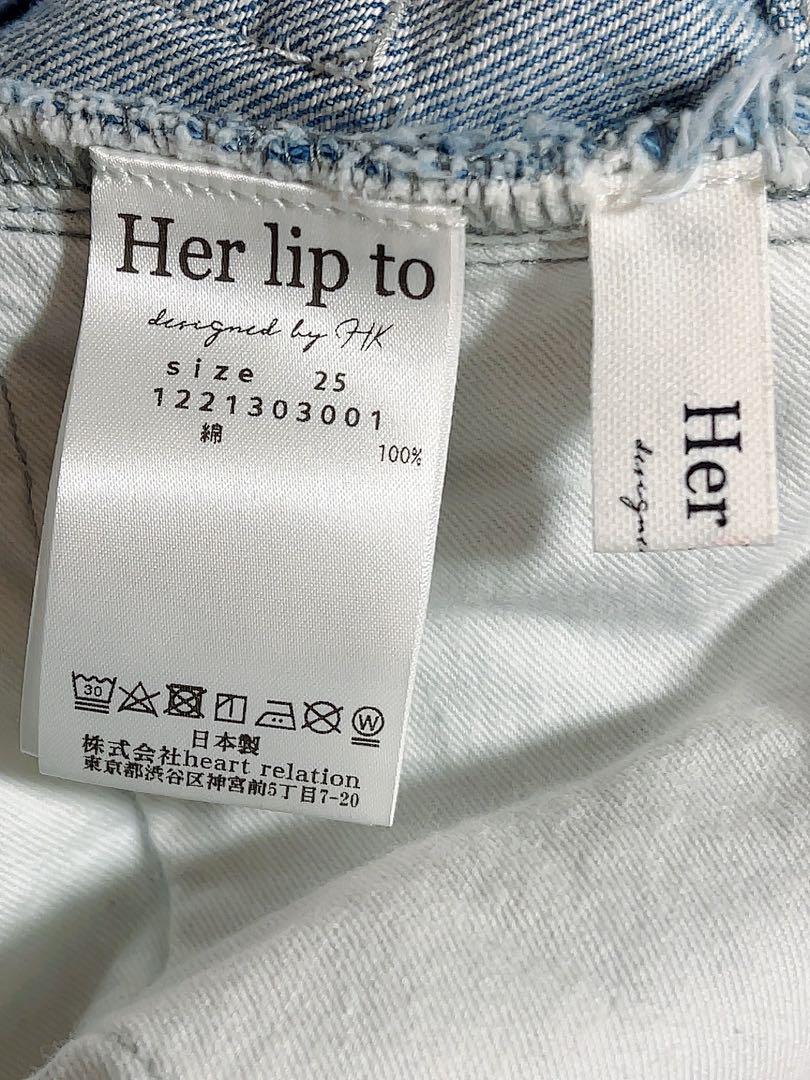 Her lip to
designed by HK
size 25
1221303001
綿
100%
30
W
日本製
株式会社heart relation
東京都渋谷区神宮前5丁目7-20
Her
designe